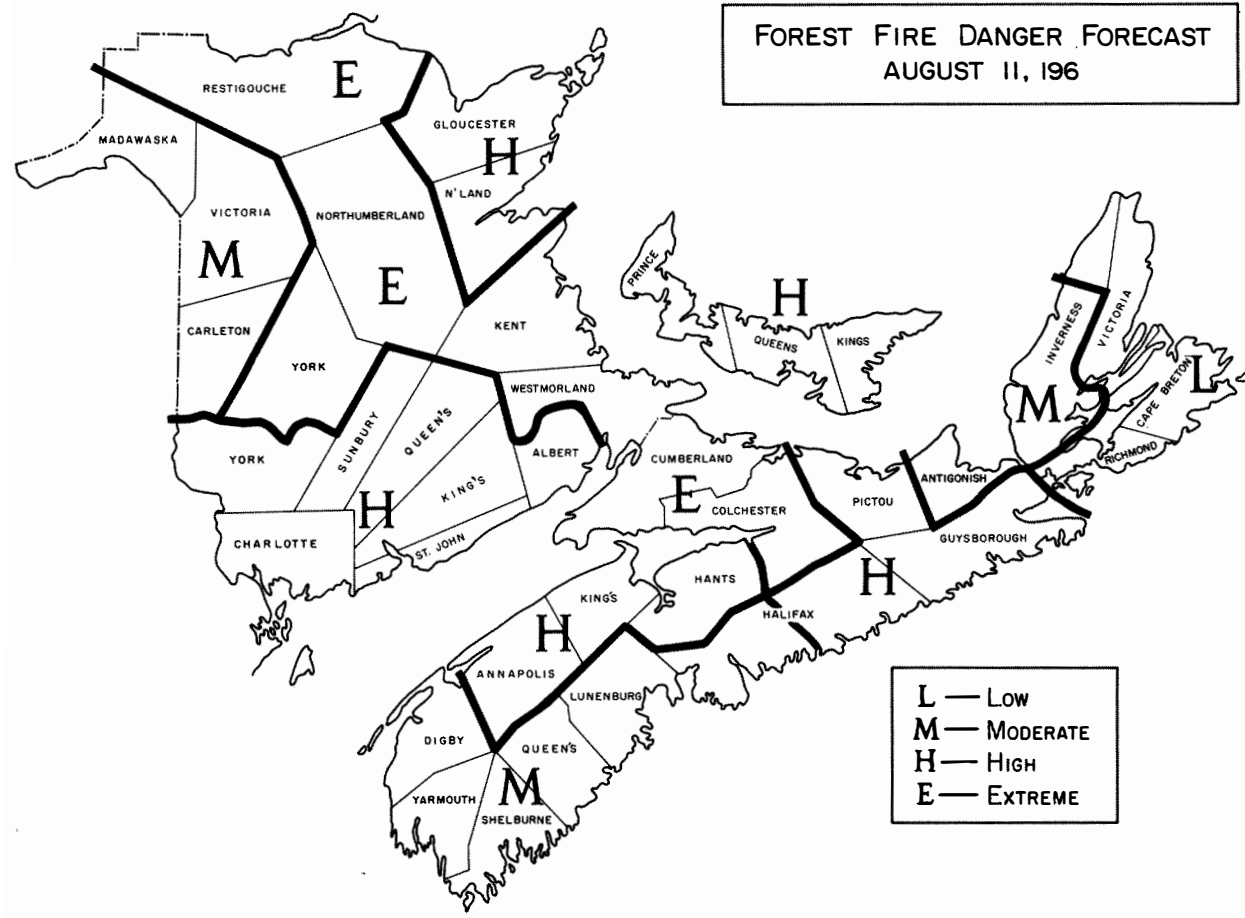 FOREST FIRE DANGER FORECAST
AUGUST 11, 196
RESTIGOUCHE
E
MADAWASKA
GLOUCESTER
H
N'LAND
VICTORIA
NORTHUMBERLAND
M
E
CARLETON
KENT
YORK
WESTMORLAND
YORK
SUNBURY
QUEEN'S
KING'S
ALBERT
H
CHARLOTTE
ST. JOHN
PRINCE
H
QUEENS
KINGS
INVERNESS
VICTORIA
CAPE BRETON
L
M
RICHMOND
CUMBERLAND
E
COLCHESTER
PICTOU
ANTIGONISH
GUYSBOROUGH
H
HANTS
HALIFAX
KING'S
H
ANNAPOLIS
LUNENBURG
DIGBY
QUEEN'S
M
YARMOUTH
SHELBURNE
L — LOW
M — MODERATE
H — HIGH
E — EXTREME